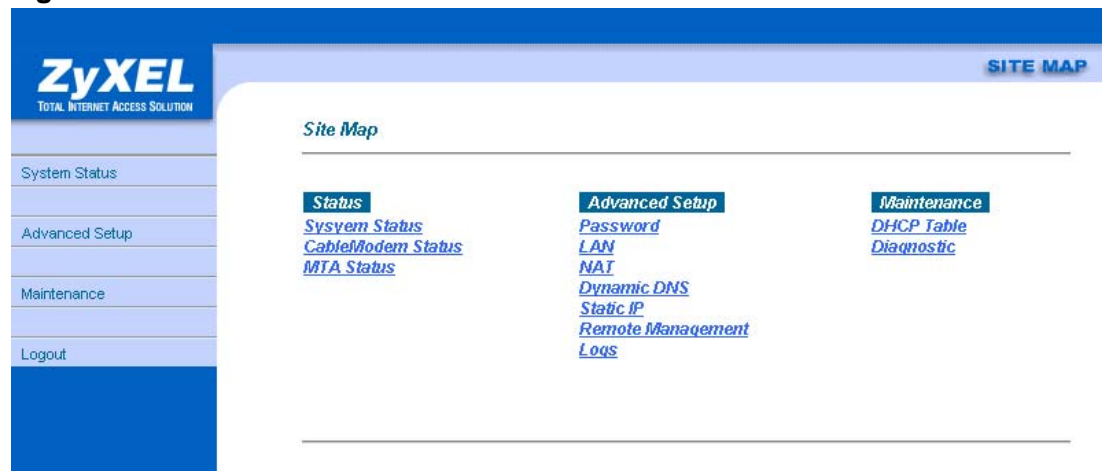 ZyXEL
TOTAL INTERNET ACCESS SOLUTION
SITE MAP
System Status
Advanced Setup
Maintenance
Logout
Site Map
Status
Sysyem Status
CableModem Status
MTA Status
Advanced Setup
Password
LAN
NAT
Dynamic DNS
Static IP
Remote Management
Logs
Maintenance
DHCP Table
Diagnostic